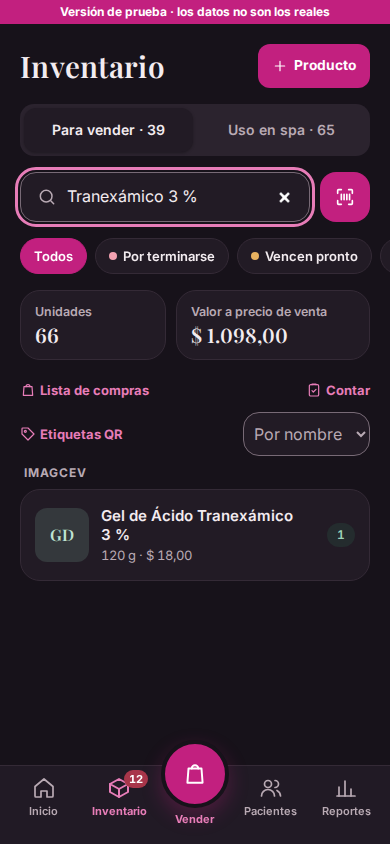 Versión de prueba · los datos no son los reales
Inventario
+ Producto
Para vender · 39
Uso en spa · 65
Tranexámico 3 %
Todos
Por terminarse
Vencen pronto
Unidades
66
Valor a precio de venta
$ 1.098,00
Lista de compras
Contar
Etiquetas QR
Por nombre
IMAGCEV
GD
Gel de Ácido Tranexámico
3 %
120 g · $ 18,00
1
12
Inicio
Inventario
Vender
Pacientes
Reportes